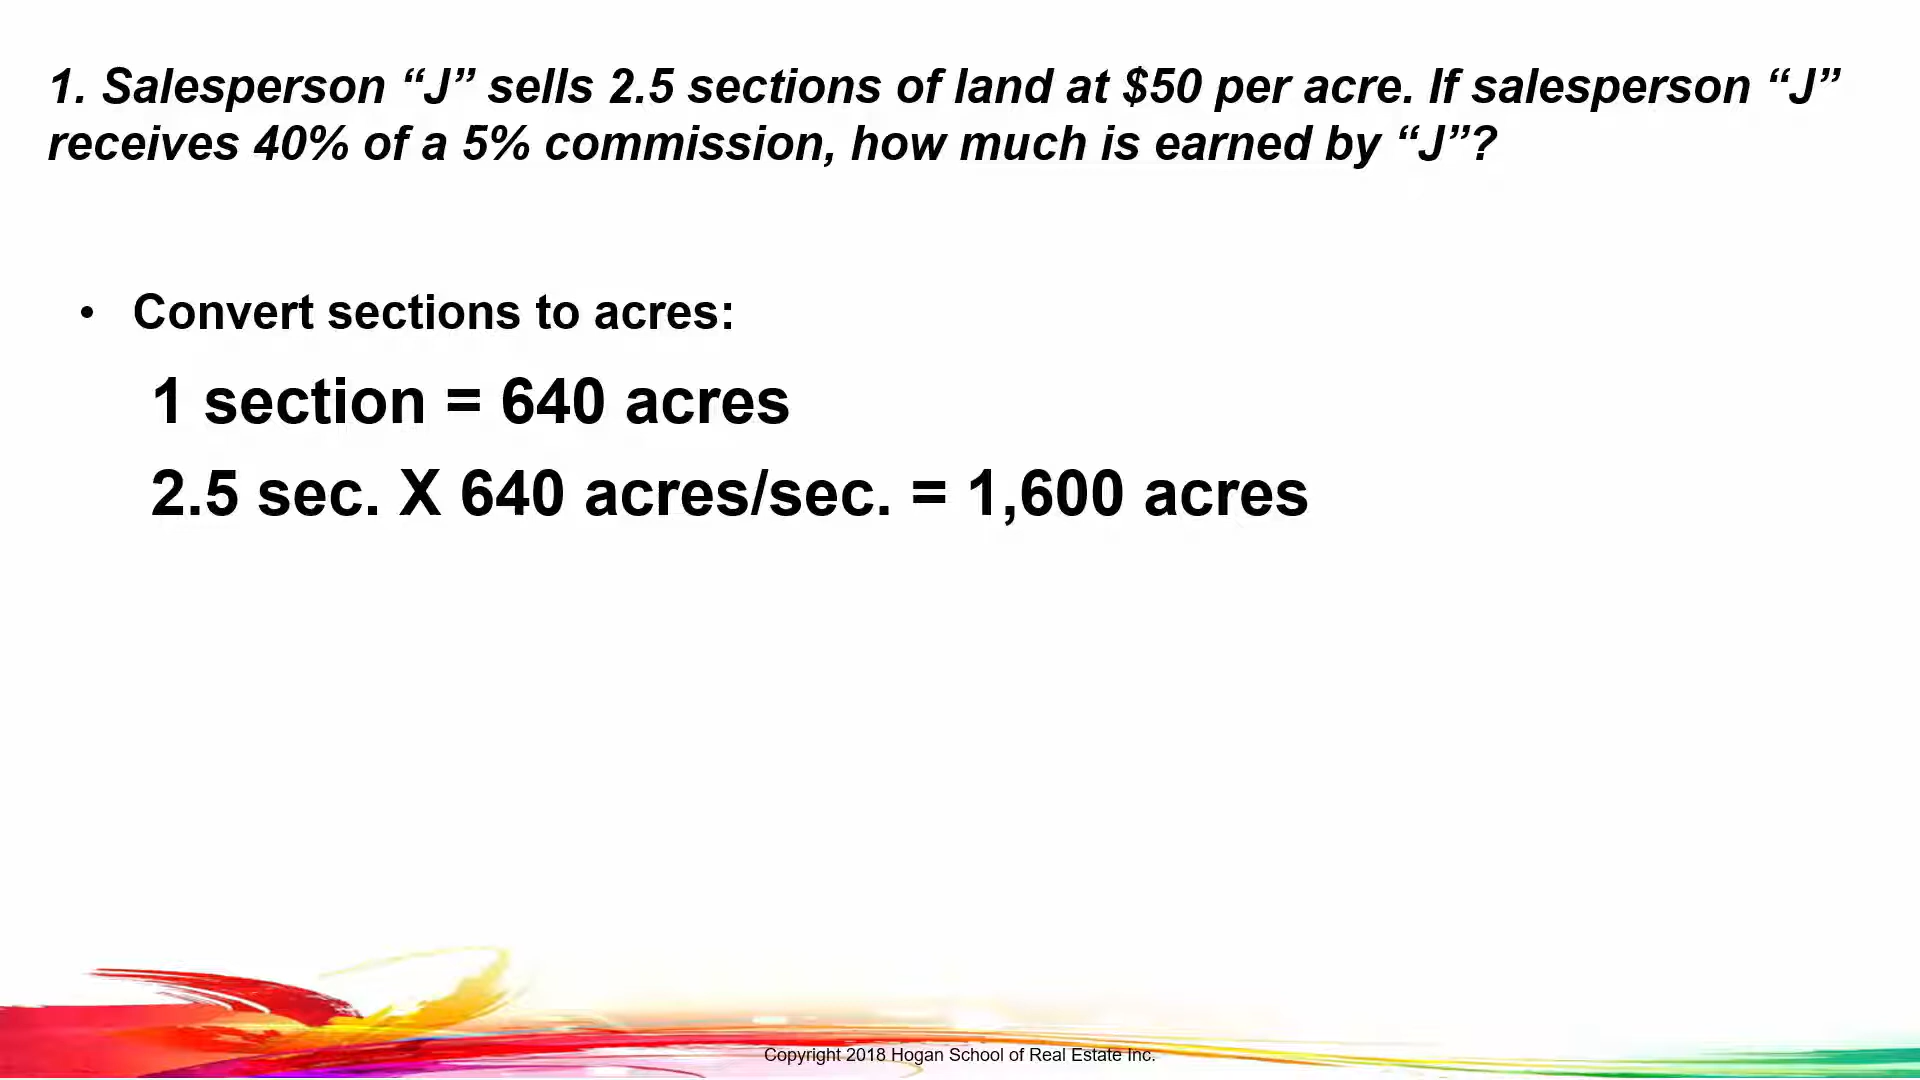 1. Salesperson “J” sells 2.5 sections of land at $50 per acre. If salesperson “J”
receives 40% of a 5% commission, how much is earned by “J”?
• Convert sections to acres:
1 section = 640 acres
2.5 sec. X 640 acres/sec. = 1,600 acres
Copyright 2018 Hogan School of Real Estate Inc.